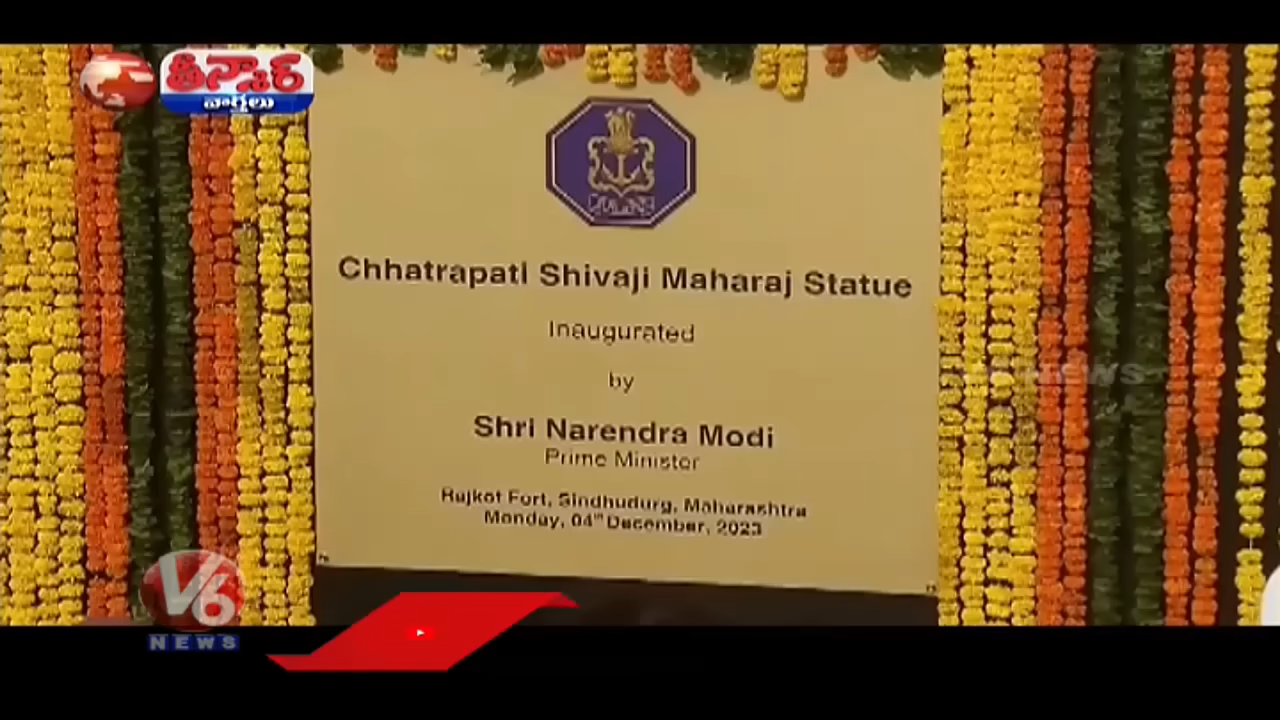 తీన్మార్
వార్తలు
Chhatrapati Shivaji Maharaj Statue
Inaugurated
by
Shri Narendra Modi
Prime Minister
Rajkot Fort, Sindhudurg, Maharashtra
Monday, 04th December, 2023
V6
NEWS